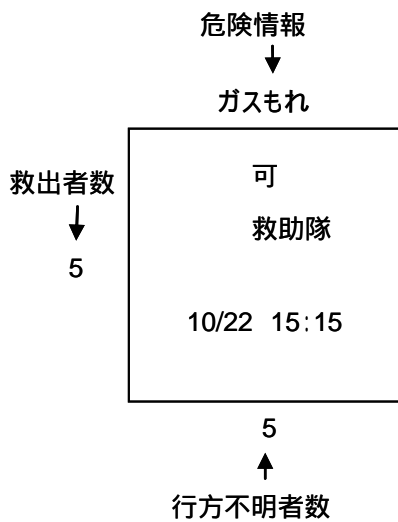 危険情報
ガスもれ
可
救出者数
救助隊
5
10/22 15:15
5
行方不明者数